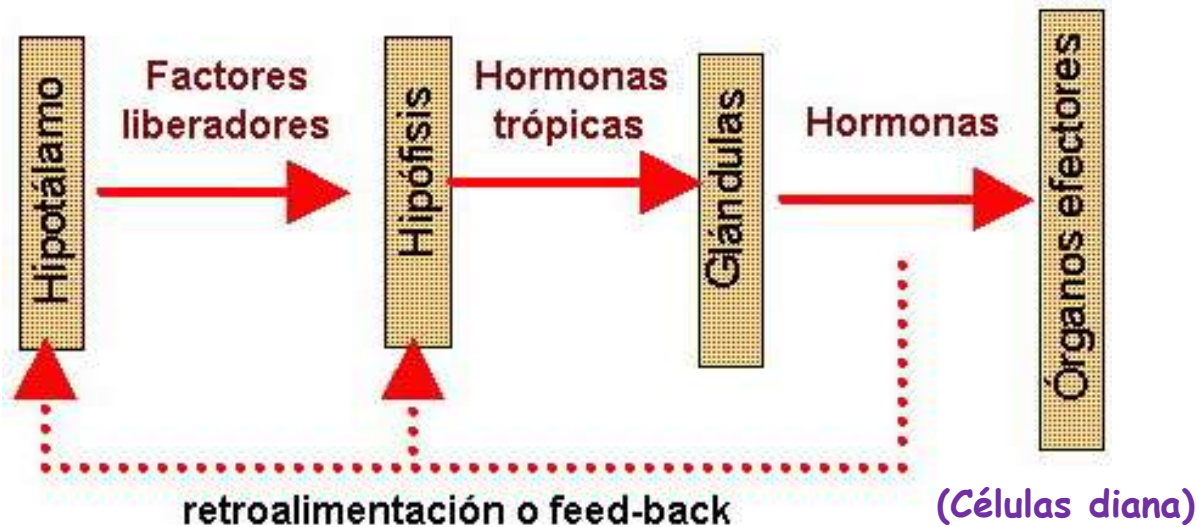 Hipotálamo
Factores
liberadores
Hipófisis
Hormonas
trópicas
Glándulas
Hormonas
Órganos efectores
retroalimentación o feed-back
(Células diana)